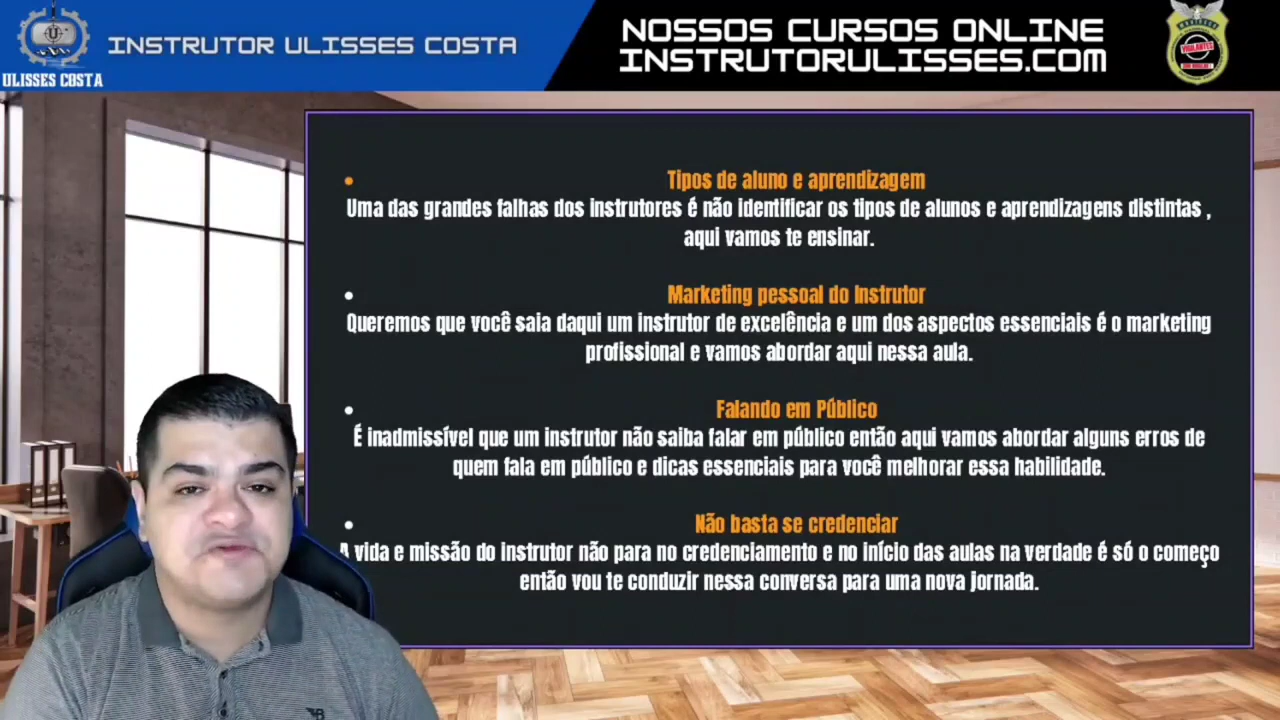 INSTRUTOR ULISSES COSTA
ULISSES COSTA
NOSSOS CURSOS ONLINE
INSTRUTORULISSES.COM
VIGILANTES
Tipos de aluno e aprendizagem
Uma das grandes falhas dos instrutores é não identificar os tipos de alunos e aprendizagens distintas ,
aqui vamos te ensinar.
Marketing pessoal do Instrutor
Queremos que você saia daqui um instrutor de excelência e um dos aspectos essenciais é o marketing
profissional e vamos abordar aqui nessa aula.
Falando em Público
É inadmissível que um instrutor não saiba falar em público então aqui vamos abordar alguns erros de
quem fala em público e dicas essenciais para você melhorar essa habilidade.
Não basta se credenciar
A vida e missão do instrutor não para no credenciamento e no início das aulas na verdade é só o começo
então vou te conduzir nessa conversa para uma nova jornada.